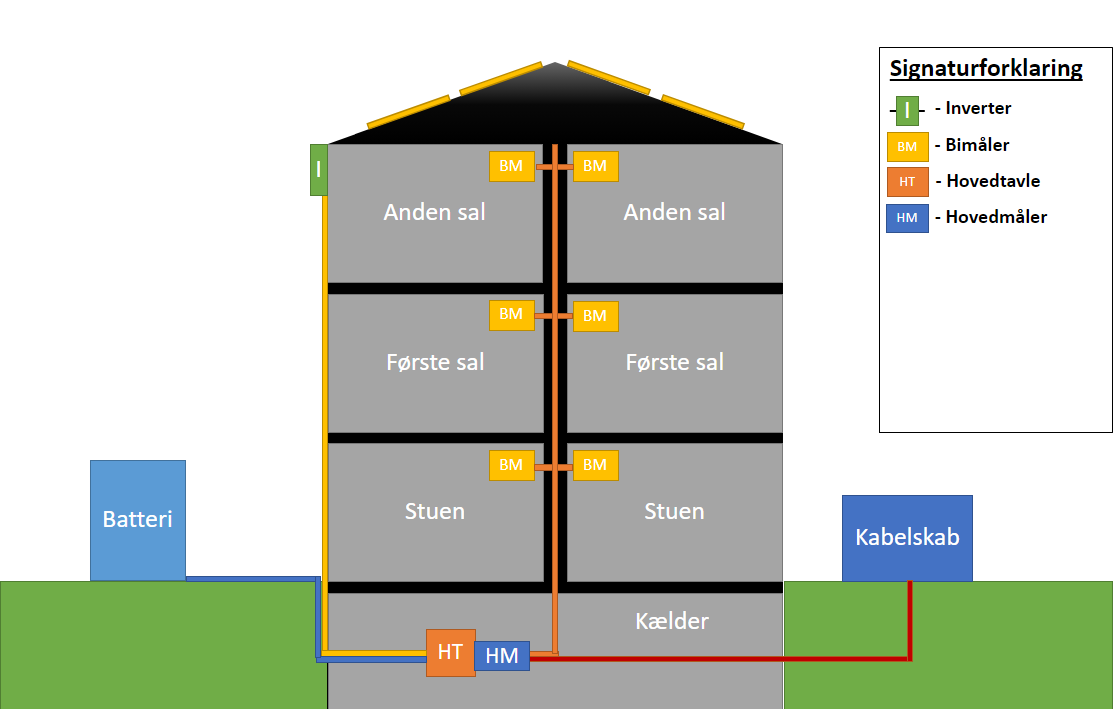 Signaturforklaring
I - Inverter
BM - Bimåler
HT - Hovedtavle
HM - Hovedmåler
I
BM BM
Anden sal Anden sal
BM BM
Første sal Første sal
BM BM
Stuen Stuen
Batteri
Kabelskab
Kælder
HT HM